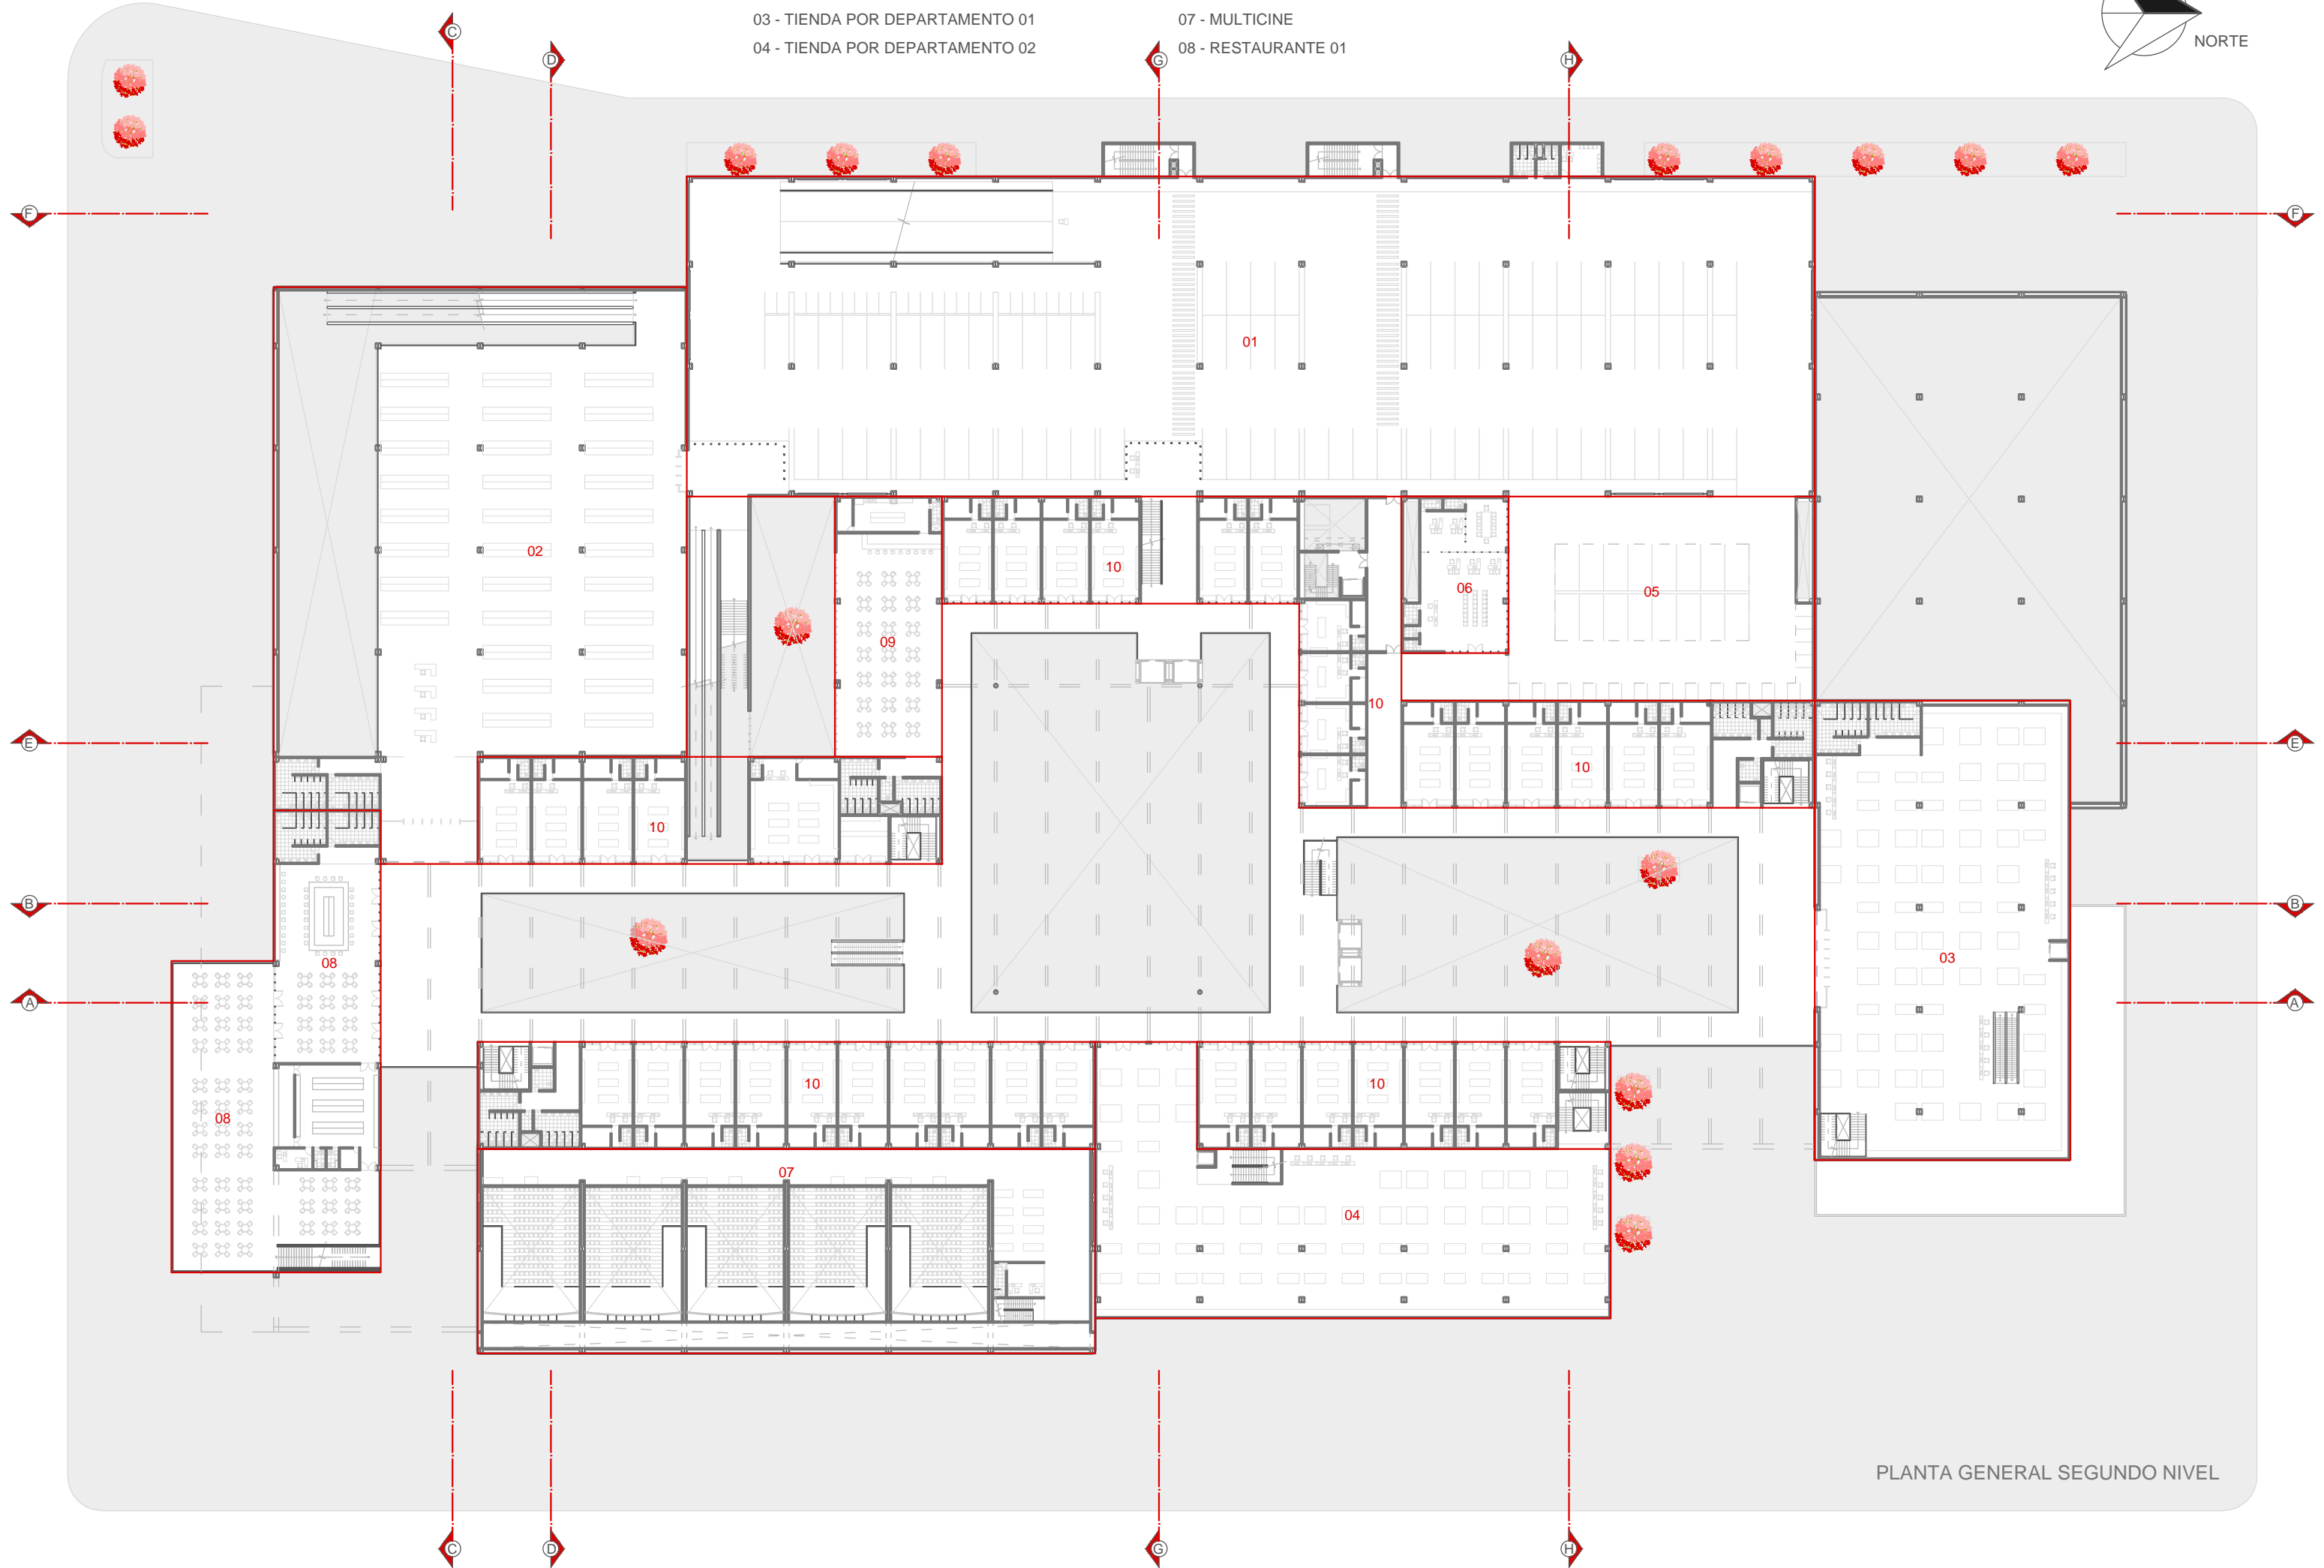 03 - TIENDA POR DEPARTAMENTO 01
07 - MULTICINE
04 - TIENDA POR DEPARTAMENTO 02
08 - RESTAURANTE 01
NORTE
C
D
G
H
F
F
01
02
10
06
05
09
10
E
E
10
10
B
B
08
03
A
A
10
10
08
07
04
PLANTA GENERAL SEGUNDO NIVEL
C
D
G
H